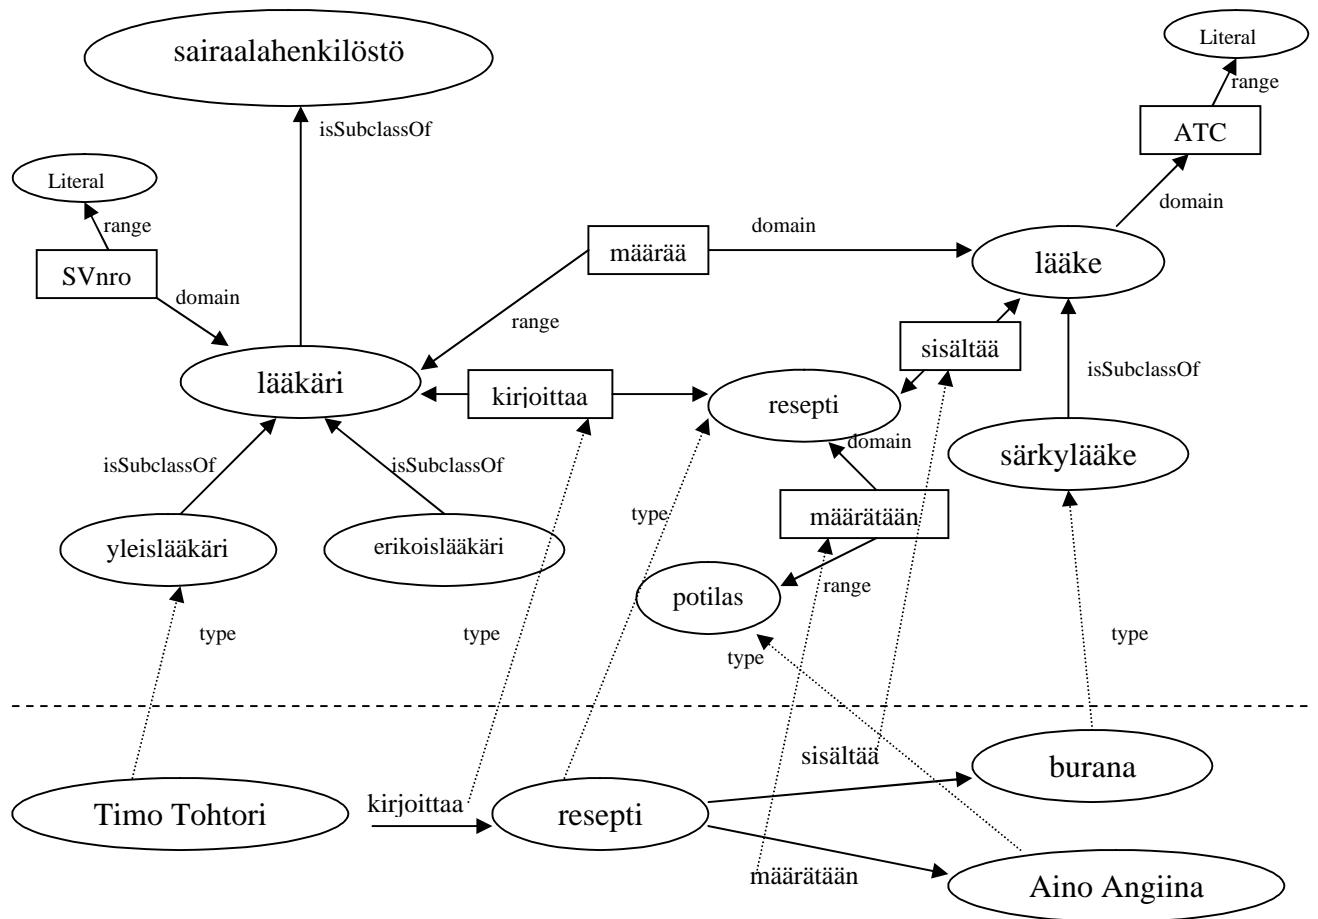 sairaalahenkilöstö
Literal
range
isSubclassOf
ATC
Literal
domain
range
domain
SVnro
määrää
lääke
domain
range
sisältää
lääkäri
kirjoittaa
resepti
isSubclassOf
domain
särkylääke
isSubclassOf
isSubclassOf
type
määrätään
yleislääkäri
erikoislääkäri
potilas
range
type
type
type
type
sisältää
burana
kirjoittaa
Timo Tohtori
resepti
määrätään
Aino Angiina